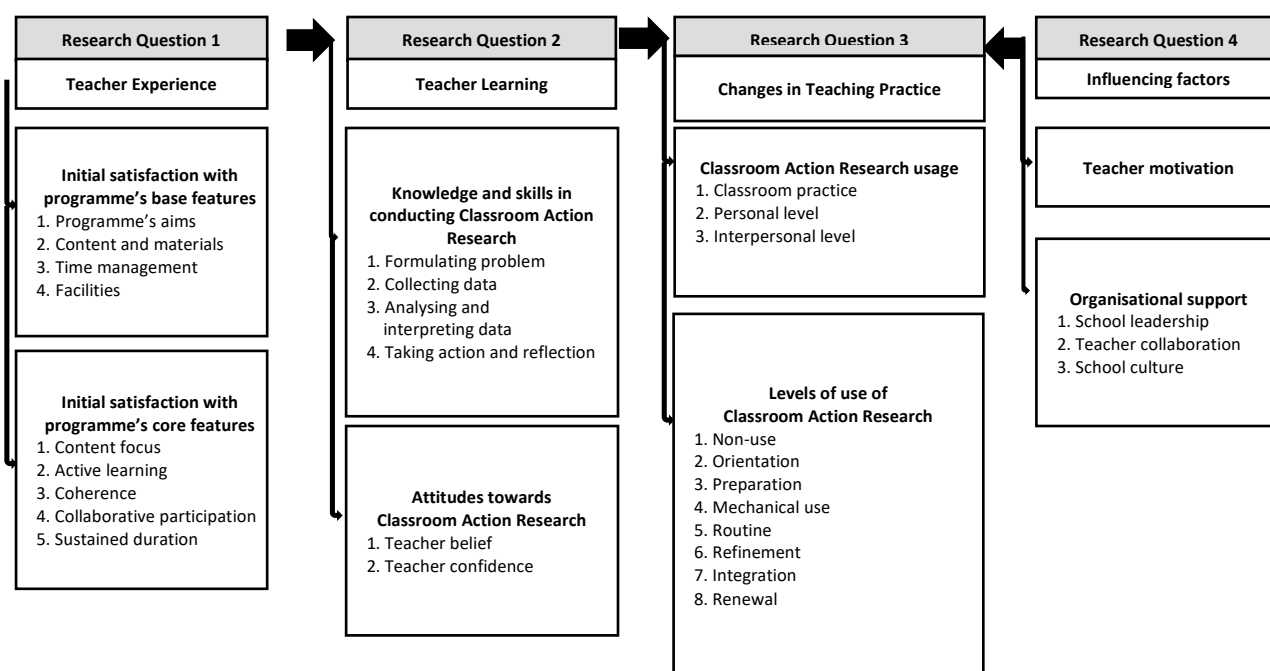 Research Question 1
Teacher Experience
Initial satisfaction with
programme's base features
1. Programme's aims
2. Content and materials
3. Time management
4. Facilities
Initial satisfaction with
programme's core features
1. Content focus
2. Active learning
3. Coherence
4. Collaborative participation
5. Sustained duration
Research Question 2
Teacher Learning
Knowledge and skills in
conducting Classroom Action
Research
1. Formulating problem
2. Collecting data
3. Analysing and
interpreting data
4. Taking action and reflection
Attitudes towards
Classroom Action Research
1. Teacher belief
2. Teacher confidence
Research Question 3
Changes in Teaching Practice
Classroom Action Research usage
1. Classroom practice
2. Personal level
3. Interpersonal level
Levels of use of
Classroom Action Research
1. Non-use
2. Orientation
3. Preparation
4. Mechanical use
5. Routine
6. Refinement
7. Integration
8. Renewal
Research Question 4
Influencing factors
Teacher motivation
Organisational support
1. School leadership
2. Teacher collaboration
3. School culture